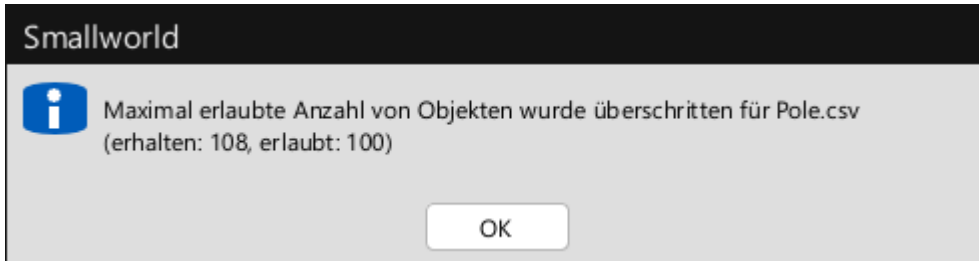 Smallworld
Maximal erlaubte Anzahl von Objekten wurde überschritten für Pole.csv
(erhalten: 108, erlaubt: 100)
OK